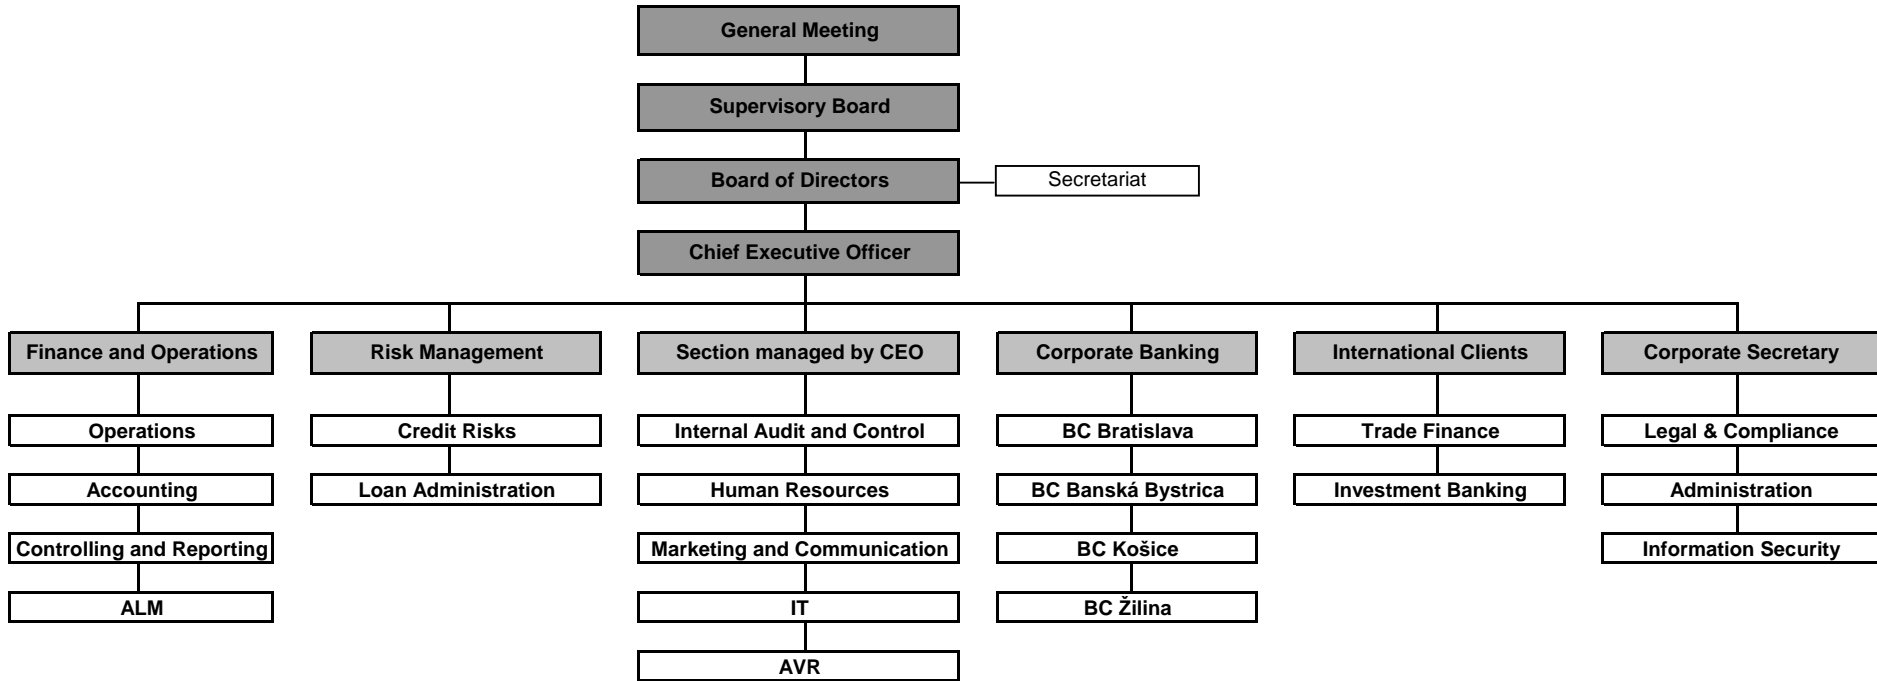 General Meeting
Supervisory Board
Board of Directors
Secretariat
Chief Executive Officer
Finance and Operations
Risk Management
Section managed by CEO
Corporate Banking
International Clients
Corporate Secretary
Operations
Credit Risks
Internal Audit and Control
BC Bratislava
Trade Finance
Legal & Compliance
Accounting
Loan Administration
Human Resources
BC Banská Bystrica
Investment Banking
Administration
Controlling and Reporting
Marketing and Communication
BC Košice
Information Security
ALM
IT
BC Žilina
AVR